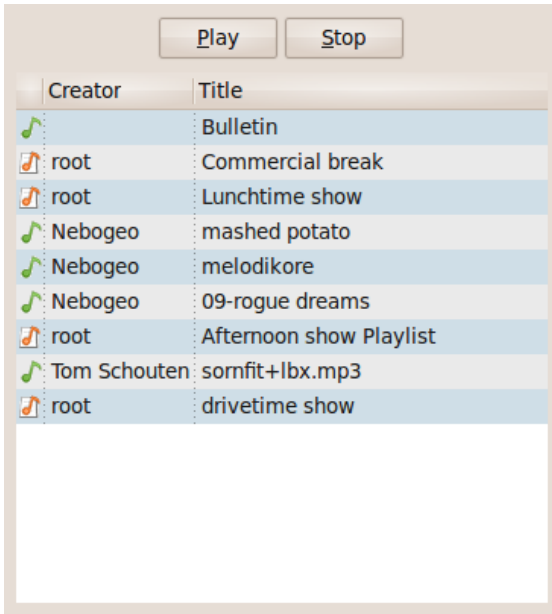 Play Stop
Creator Title
Bulletin
root Commercial break
root Lunchtime show
Nebogeo mashed potato
Nebogeo melodikore
Nebogeo 09-rogue dreams
root Afternoon show Playlist
Tom Schouten sornfit+lbx.mp3
root drivetime show